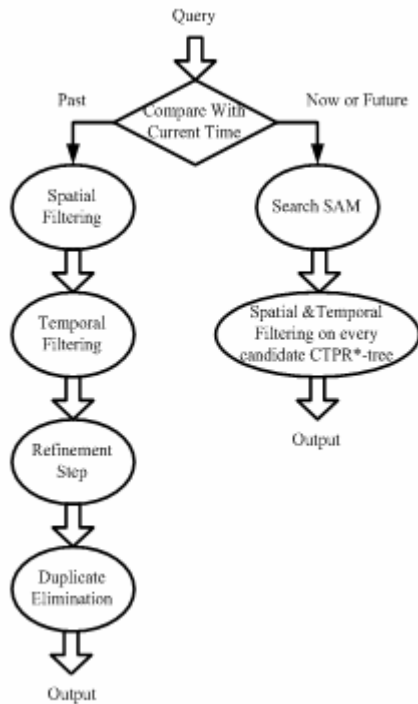 Query
Compare With
Current Time
Past
Now or Future
Spatial
Filtering
Search SAM
Temporal
Filtering
Spatial &Temporal
Filtering on every
candidate CTPR*-tree
Output
Refinement
Step
Duplicate
Elimination
Output